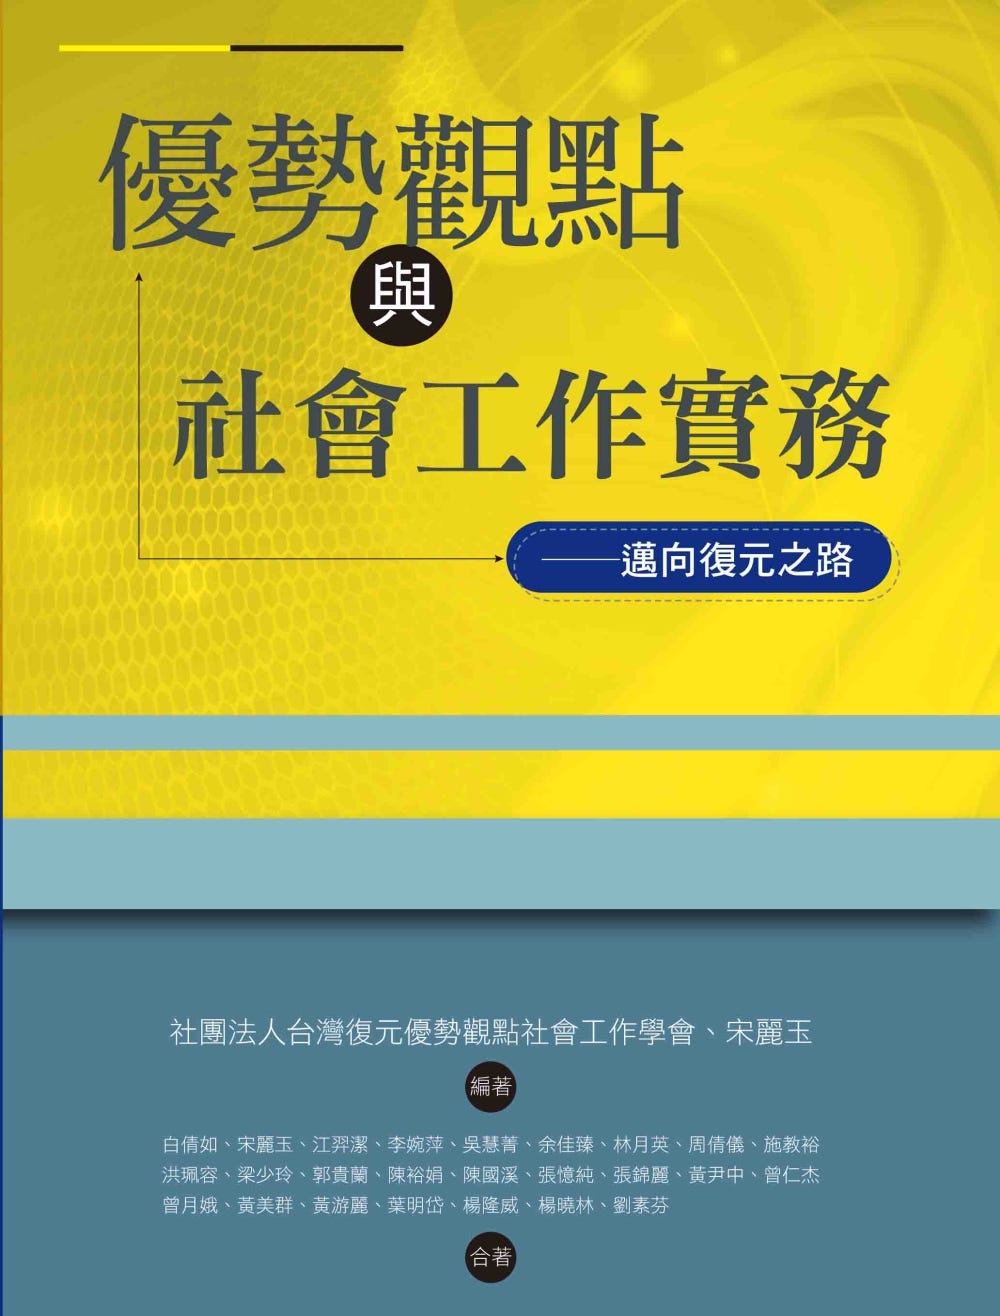 優勢觀點
與
社會工作實務
——邁向復元之路
社團法人台灣復元優勢觀點社會工作學會、宋麗玉
編著
白倩如、宋麗玉、江羿潔、李婉萍、吳慧菁、余佳臻、林月英、周倩儀、施教裕
洪珮容、梁少玲、郭貴蘭、陳裕娟、陳國溪、張憶純、張錦麗、黃尹中、曾仁杰
曾月娥、黃美群、黃游麗、葉明岱、楊隆威、楊曉林、劉素芬
合著